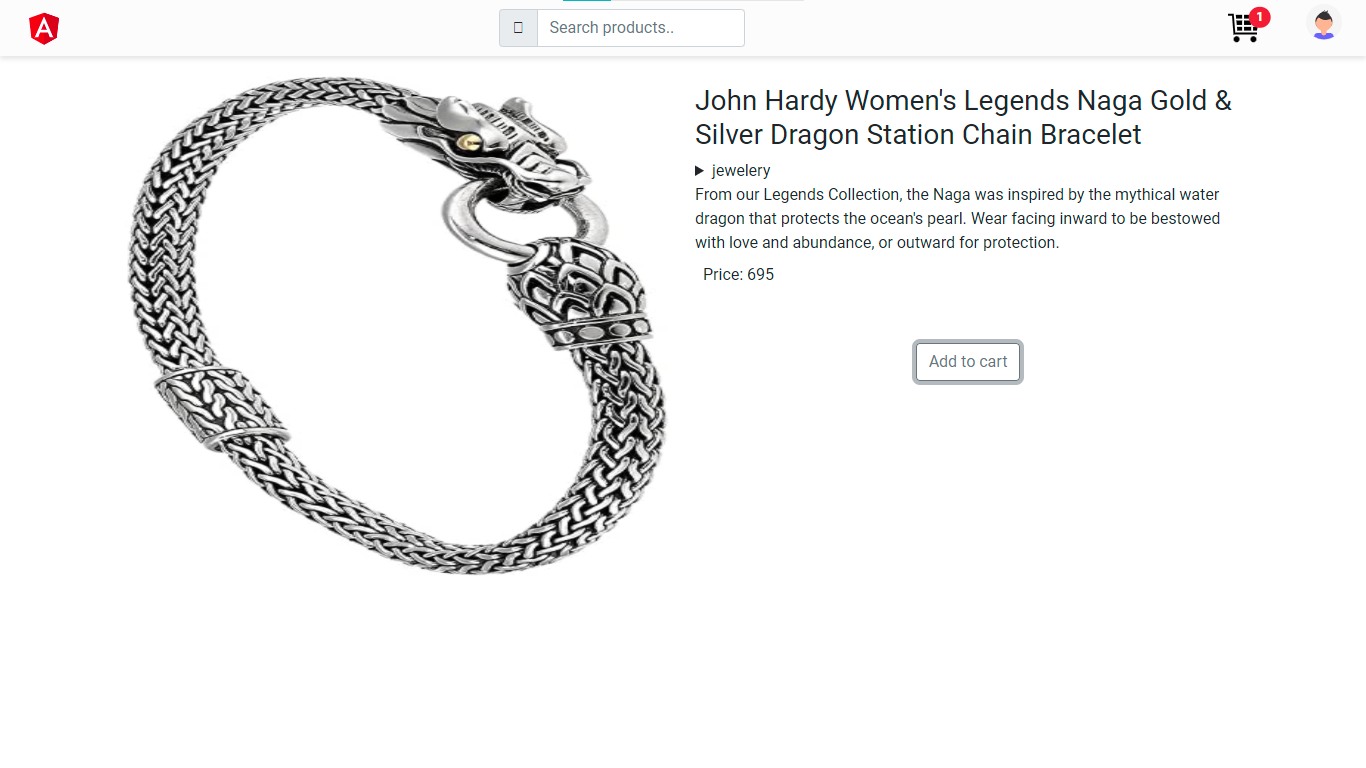 A
Search products..
1
John Hardy Women's Legends Naga Gold &
Silver Dragon Station Chain Bracelet
jewelery
From our Legends Collection, the Naga was inspired by the mythical water
dragon that protects the ocean's pearl. Wear facing inward to be bestowed
with love and abundance, or outward for protection.
Price: 695
Add to cart